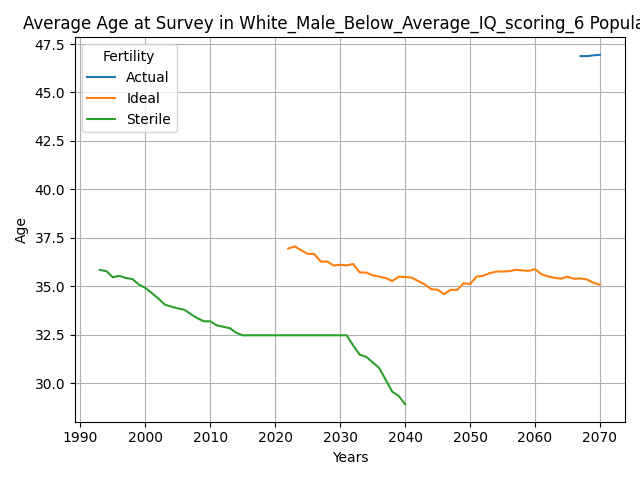 Average Age at Survey in White_Male_Below_Average_IQ_scoring_6 Popula
47.5
45.0
42.5
40.0
37.5
35.0
32.5
30.0
Age
Fertility
Actual
Ideal
Sterile
1990 2000 2010 2020 2030 2040 2050 2060 2070
Years